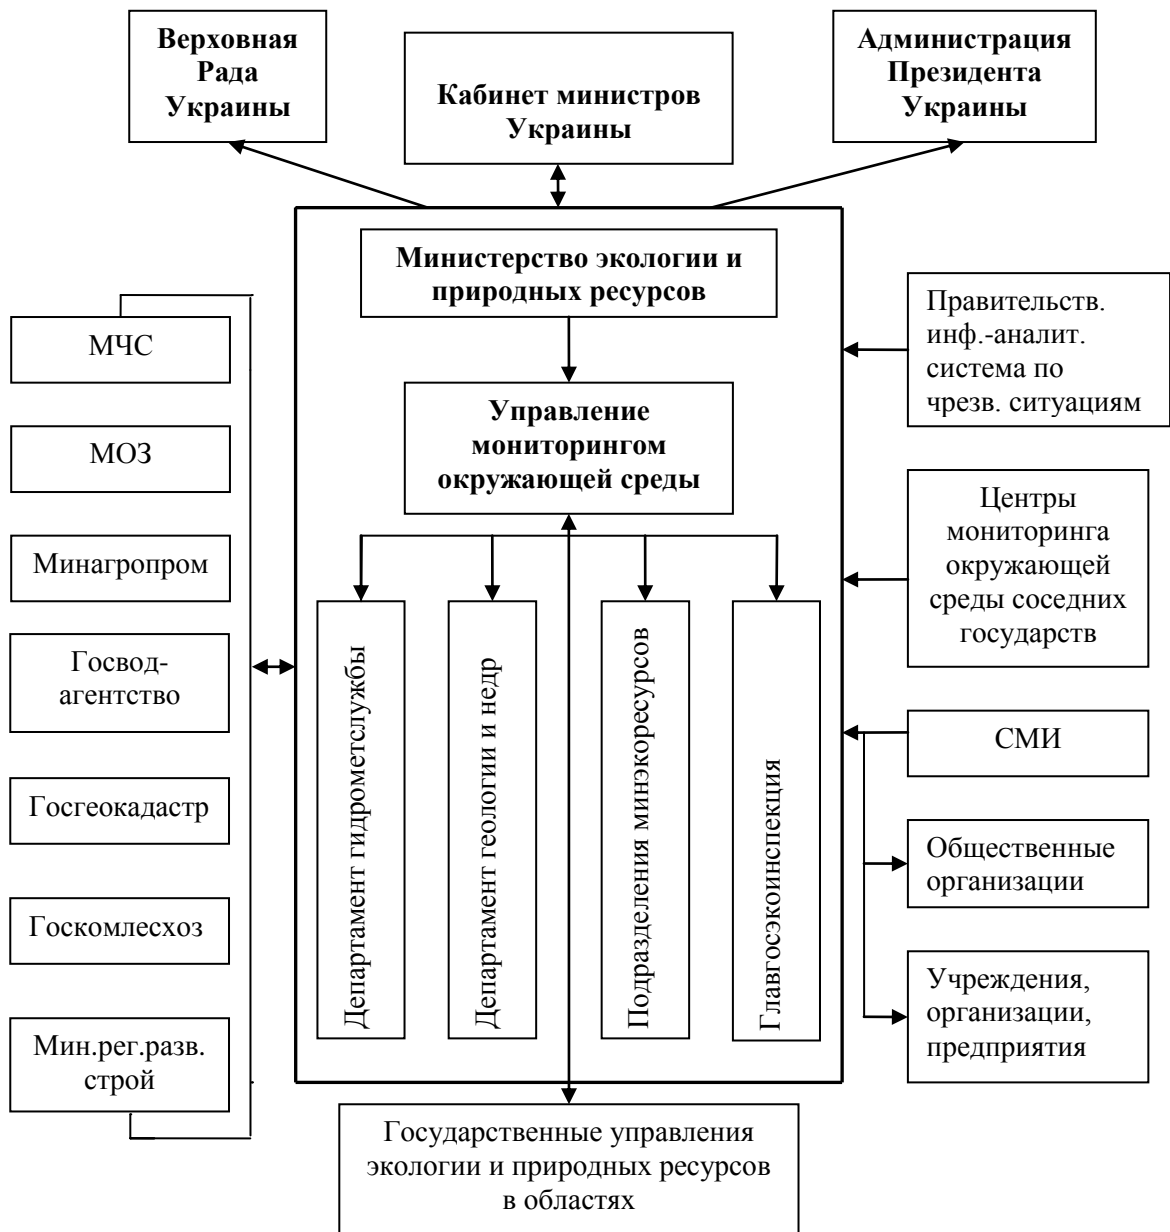 Верховная
Рада
Украины
Кабинет министров
Украины
Администрация
Президента
Украины
Министерство экологии и
природных ресурсов
Управление
мониторингом
окружающей среды
МЧС
МОЗ
Минагропром
Госвод-
агентство
Госгеокадастр
Госкомлесхоз
Мин.рег.разв.
строй
Департамент гидрометслужбы
Департамент геологии и недр
Подразделения минэкоресурсов
Главгосэкоинспекция
Правительств.
инф.-аналит.
система по
чрезв. ситуациям
Центры
мониторинга
окружающей
среды соседних
государств
СМИ
Общественные
организации
Учреждения,
организации,
предприятия
Государственные управления
экологии и природных ресурсов
в областях